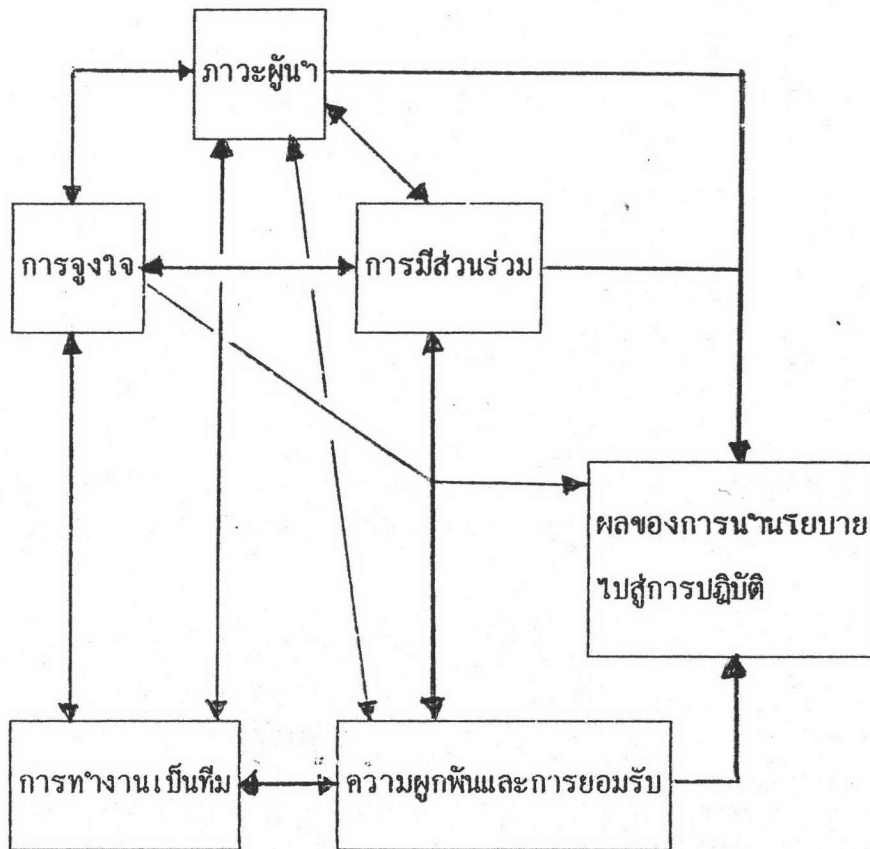 ภาวะผู้นำ
การจูงใจ
การมีส่วนร่วม
ผลของการนำนโยบาย
ไปสู่การปฏิบัติ
การทำงานเป็นทีม
ความผูกพันและการยอมรับ